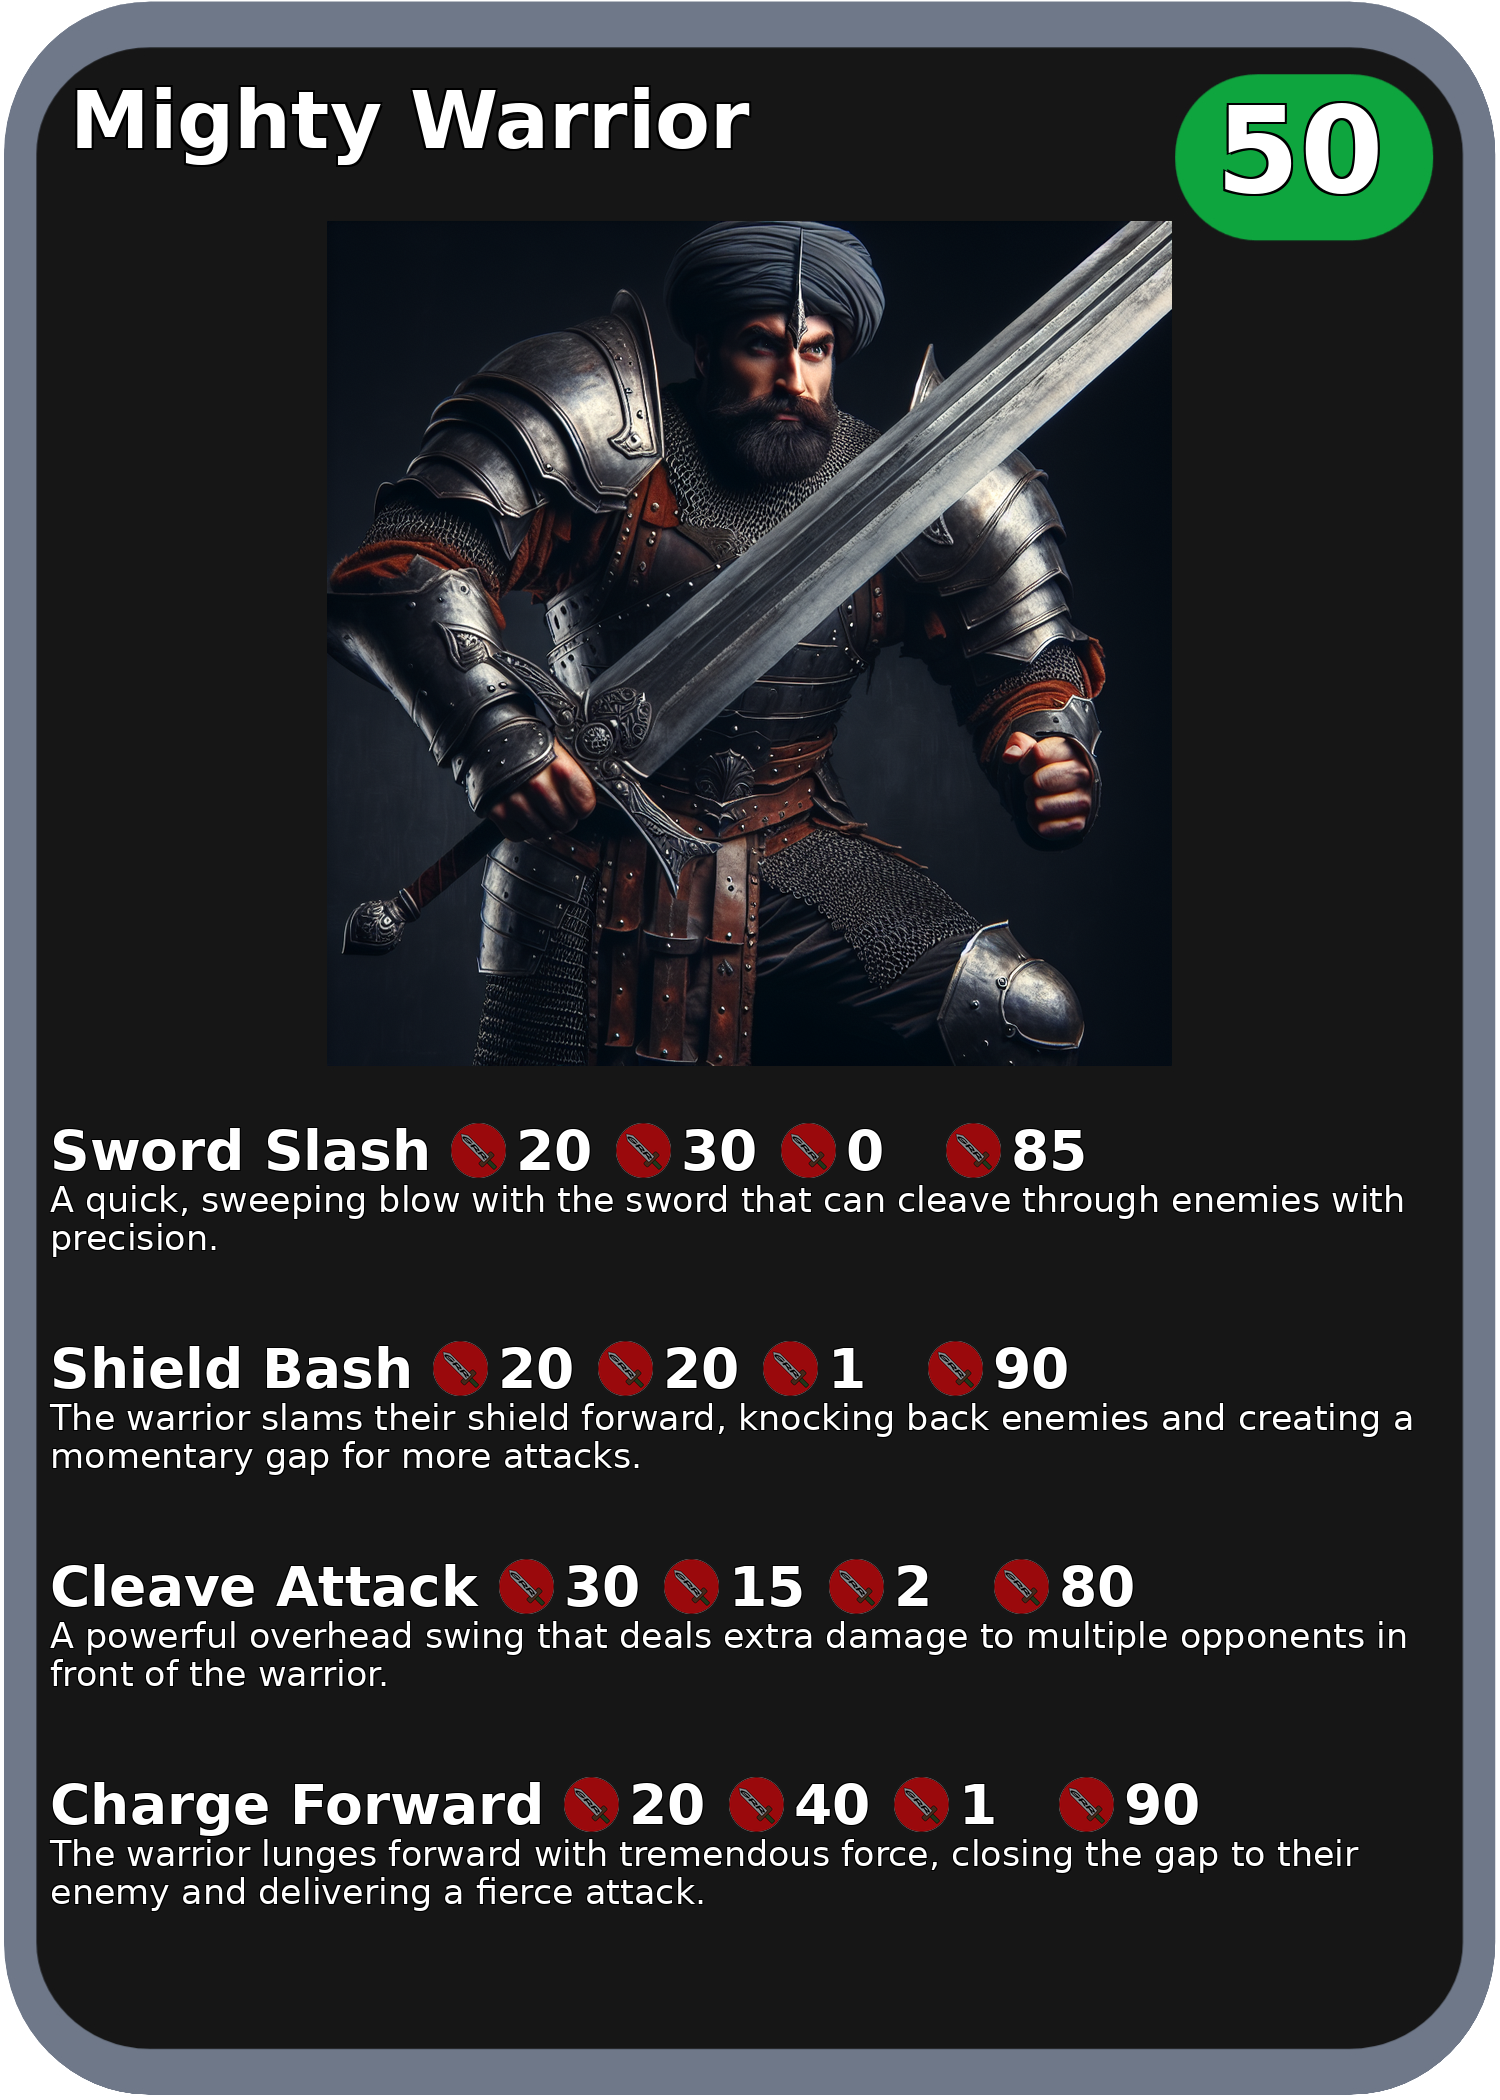 Mighty Warrior
50
Sword Slash 20 30 0 85
A quick, sweeping blow with the sword that can cleave through enemies with
precision.
Shield Bash 20 20 1 90
The warrior slams their shield forward, knocking back enemies and creating a
momentary gap for more attacks.
Cleave Attack 30 15 2 80
A powerful overhead swing that deals extra damage to multiple opponents in
front of the warrior.
Charge Forward 20 40 1 90
The warrior lunges forward with tremendous force, closing the gap to their
enemy and delivering a fierce attack.